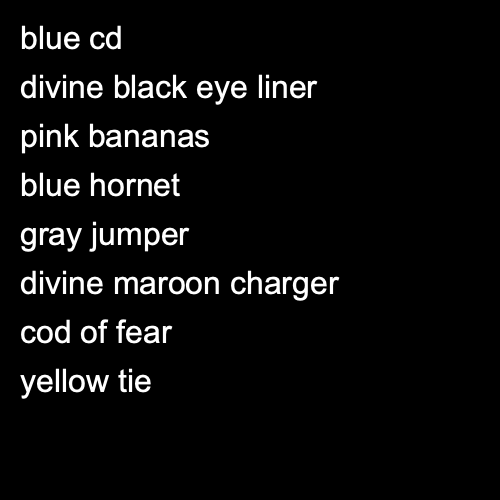 blue cd
divine black eye liner
pink bananas
blue hornet
gray jumper
divine maroon charger
cod of fear
yellow tie